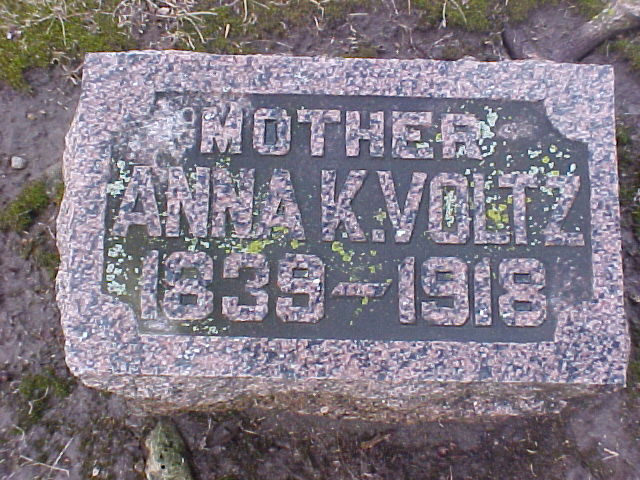 MOTHER
ANNA K. VOLTZ
1839 - 1918